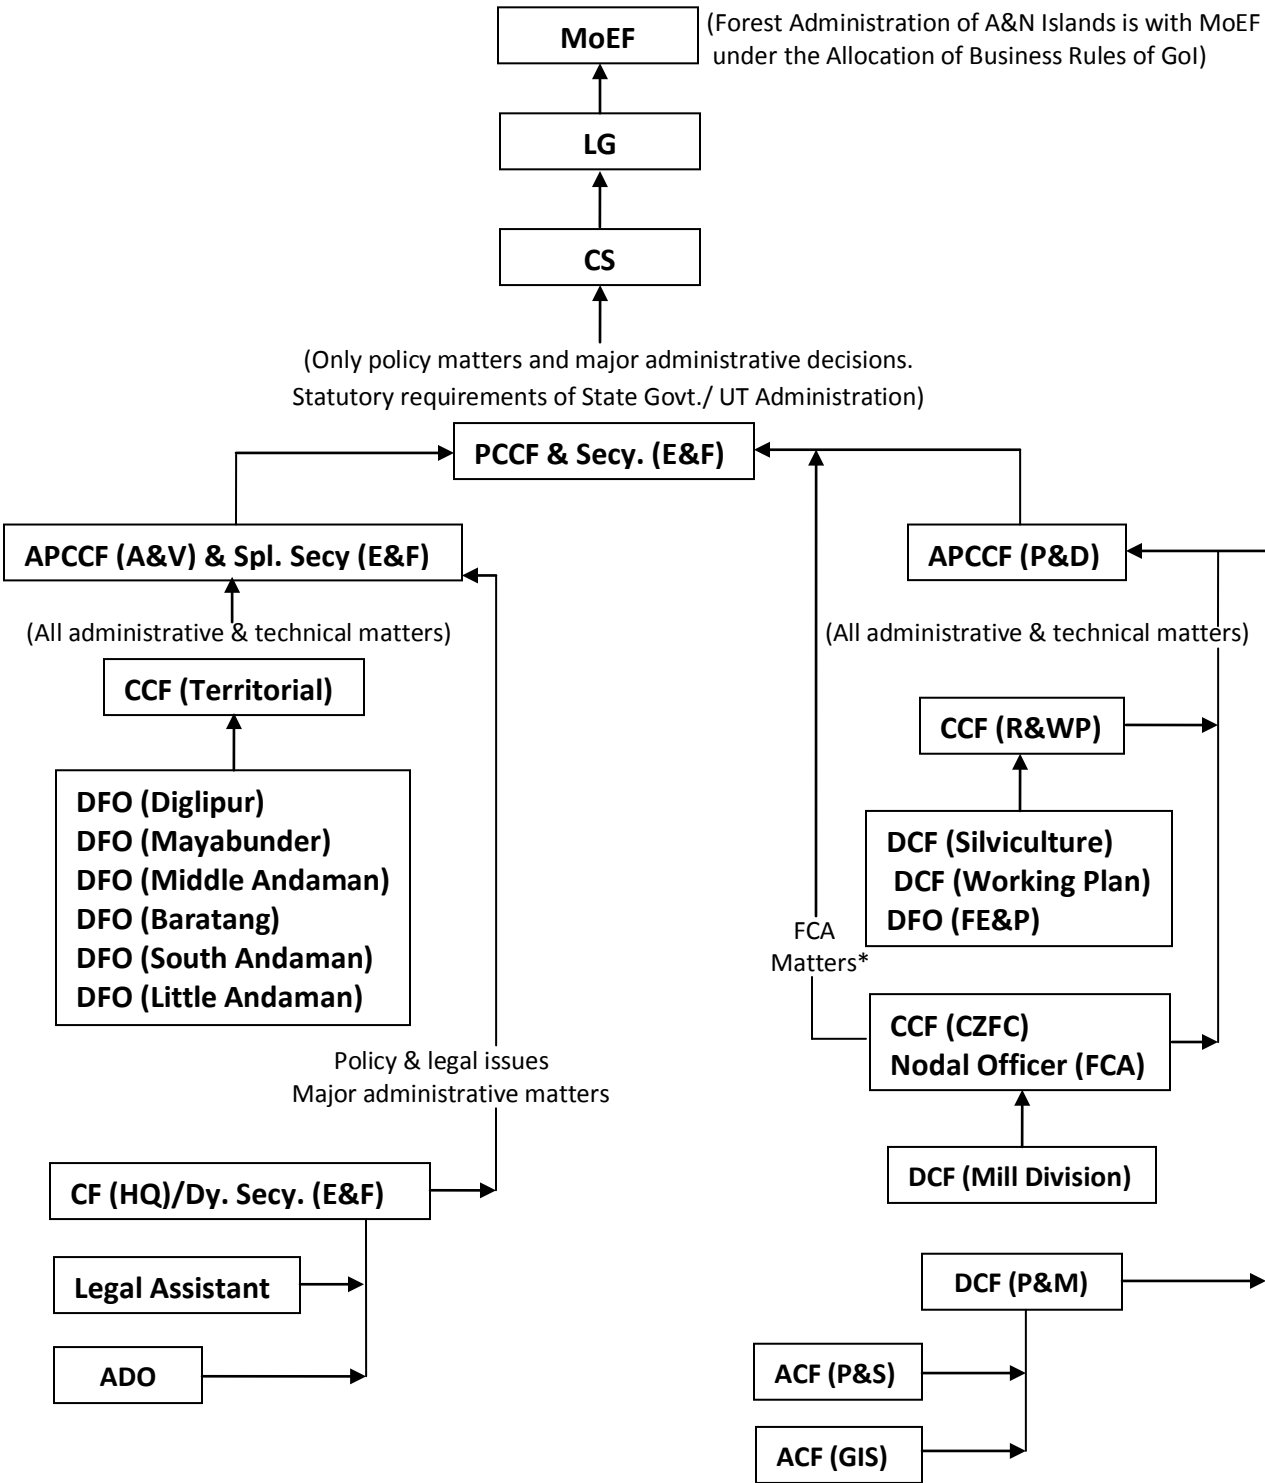 MoEF
(Forest Administration of A&N Islands is with MoEF
under the Allocation of Business Rules of GoI)
LG
CS
(Only policy matters and major administrative decisions.
Statutory requirements of State Govt./ UT Administration)
PCCF & Secy. (E&F)
APCCF (A&V) & Spl. Secy (E&F)
(All administrative & technical matters)
CCF (Territorial)
DFO (Diglipur)
DFO (Mayabunder)
DFO (Middle Andaman)
DFO (Baratang)
DFO (South Andaman)
DFO (Little Andaman)
Policy & legal issues
Major administrative matters
CF (HQ)/Dy. Secy. (E&F)
Legal Assistant
ADO
APCCF (P&D)
(All administrative & technical matters)
CCF (R&WP)
DCF (Silviculture)
DCF (Working Plan)
DFO (FE&P)
FCA
Matters*
CCF (CZFC)
Nodal Officer (FCA)
DCF (Mill Division)
DCF (P&M)
ACF (P&S)
ACF (GIS)